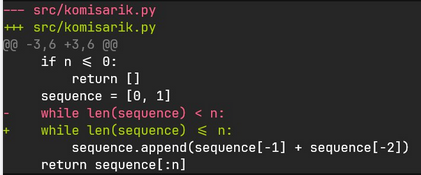 --- src/komisarik.py
+++ src/komisarik.py
@@ -3,6 +3,6 @@
     if n <= 0:
         return []
     sequence = [0, 1]
-    while len(sequence) < n:
+    while len(sequence) <= n:
         sequence.append(sequence[-1] + sequence[-2])
     return sequence[:n]